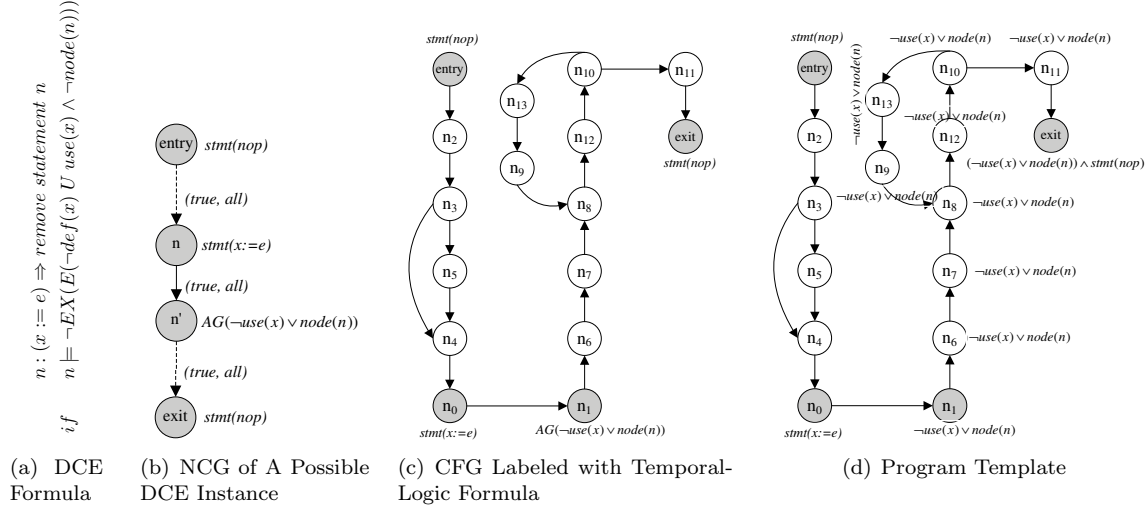 n : (x := e) ⇒ remove statement n
if n ⊨ ¬EX(E(¬def(x) U use(x) ∧ ¬node(n)))
(a) DCE
Formula
entry
stmt(nop)
(true, all)
n
stmt(x:=e)
(true, all)
n'
AG(¬use(x) ∨ node(n))
(true, all)
exit
stmt(nop)
(b) NCG of A Possible
DCE Instance
stmt(nop)
entry
n10
n11
n13
n2
n12
exit
stmt(nop)
n9
n3
n8
n5
n7
n4
n6
n0
n1
stmt(x:=e)
AG(¬use(x) ∨ node(n))
(c) CFG Labeled with Temporal-
Logic Formula
stmt(nop)
¬use(x) ∨ node(n)
¬use(x) ∨ node(n)
entry
n10
n11
¬use(x) ∨ node(n)
n13
¬use(x) ∨ node(n)
n2
n12
exit
(¬use(x) ∨ node(n)) ∧ stmt(nop)
n9
¬use(x) ∨ node(n)
n3
n8
¬use(x) ∨ node(n)
n5
n7
¬use(x) ∨ node(n)
n4
n6
¬use(x) ∨ node(n)
n0
n1
stmt(x:=e)
¬use(x) ∨ node(n)
(d) Program Template